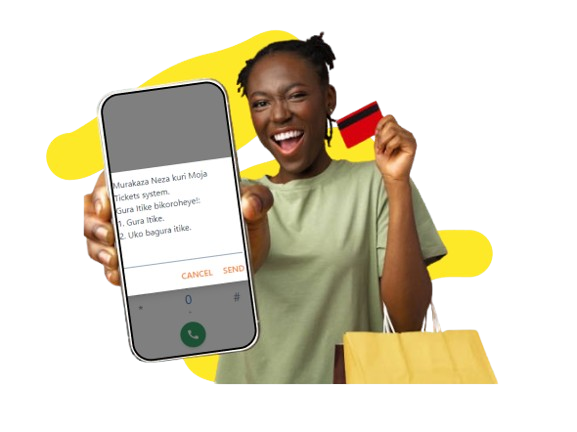 Murakaza Neza kuri Moja
Tickets system.
Gura Itike bikoroheye!:
1. Gura Itike.
2. Uko bagura itike.
CANCEL SEND
* 0 #